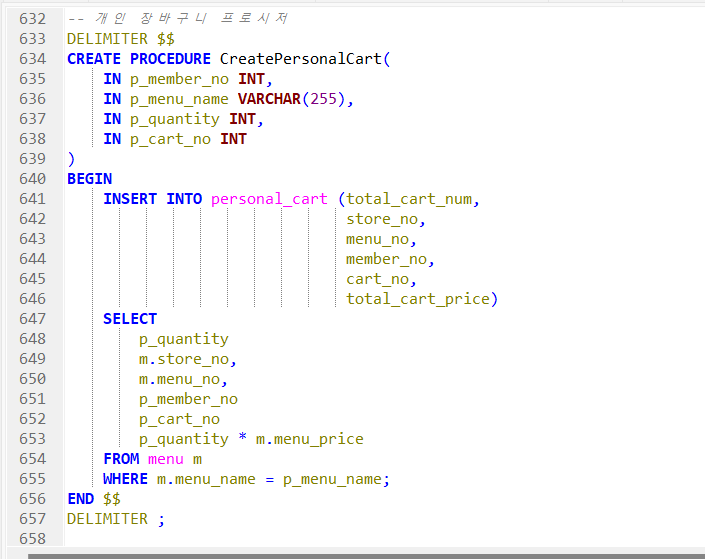 632 -- 개인 장바구니 프로시저
633 DELIMITER $$
634 CREATE PROCEDURE CreatePersonalCart(
635     IN p_member_no INT,
636     IN p_menu_name VARCHAR(255),
637     IN p_quantity INT,
638     IN p_cart_no INT
639 )
640 BEGIN
641     INSERT INTO personal_cart (total_cart_num,
642                                store_no,
643                                menu_no,
644                                member_no,
645                                cart_no,
646                                total_cart_price)
647     SELECT
648         p_quantity
649         m.store_no,
650         m.menu_no,
651         p_member_no
652         p_cart_no
653         p_quantity * m.menu_price
654     FROM menu m
655     WHERE m.menu_name = p_menu_name;
656 END $$
657 DELIMITER ;
658